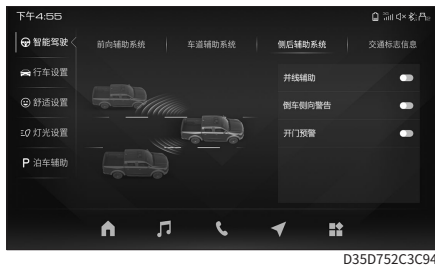 下午4:55
智能驾驶
前向辅助系统
车道辅助系统
侧后辅助系统
交通标志信息
行车设置
并线辅助
舒适设置
倒车侧向警告
灯光设置
开门预警
P 泊车辅助
D35D752C3C94